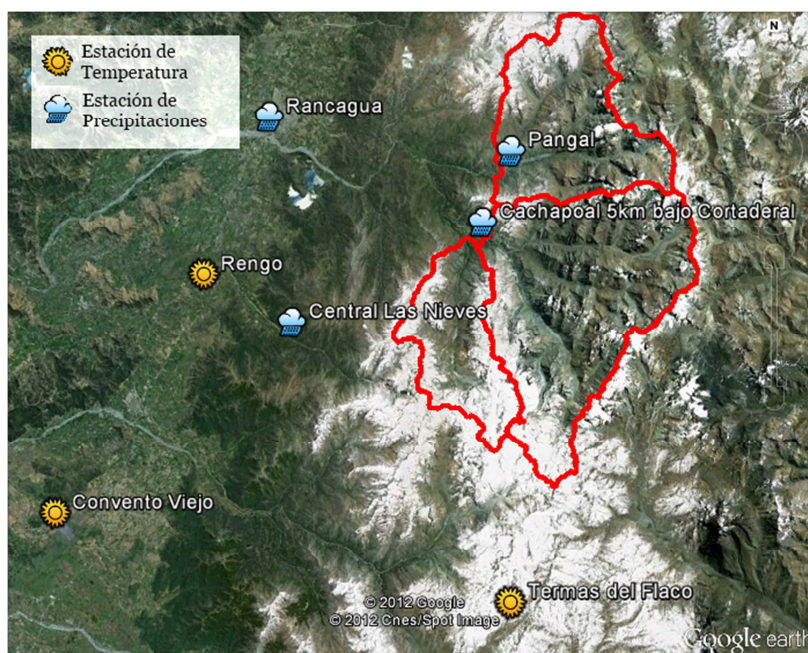 N
Estación de
Temperatura
Estación de
Precipitaciones
Rancagua
Pangal
Cachapoal 5km bajo Cortaderal
Rengo
Central Las Nieves
Convento Viejo
Termas del Flaco
© 2012 Google
© 2012 Cnes/Spot Image
Google earth